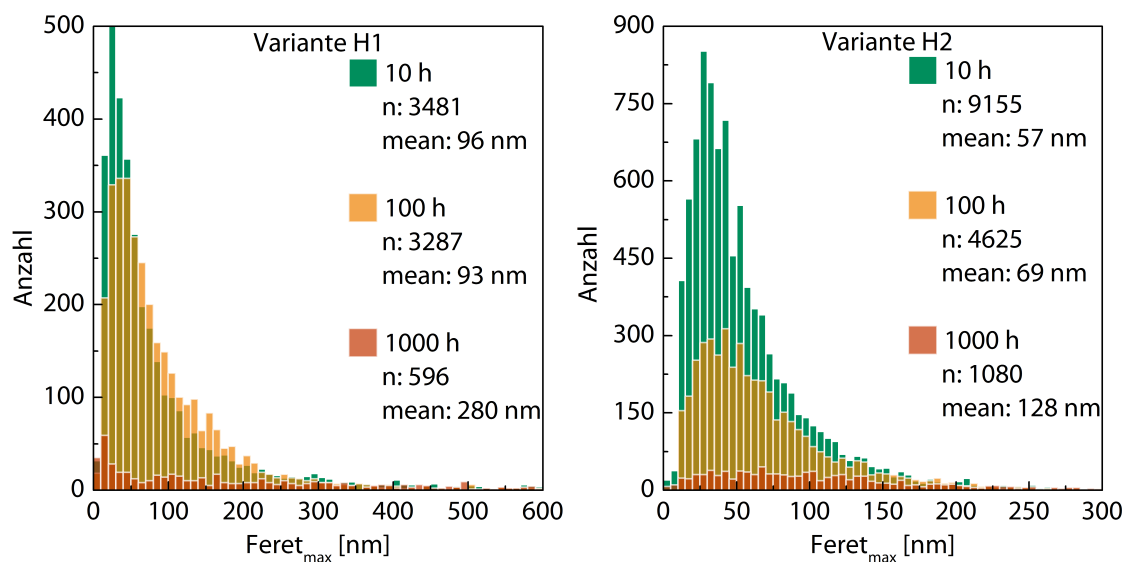 Variante H1
10 h
n: 3481
mean: 96 nm
100 h
n: 3287
mean: 93 nm
1000 h
n: 596
mean: 280 nm
Anzahl
500
400
300
200
100
0
0 100 200 300 400 500 600
Feret_max [nm]
Variante H2
10 h
n: 9155
mean: 57 nm
100 h
n: 4625
mean: 69 nm
1000 h
n: 1080
mean: 128 nm
Anzahl
900
750
600
450
300
150
0
0 50 100 150 200 250 300
Feret_max [nm]